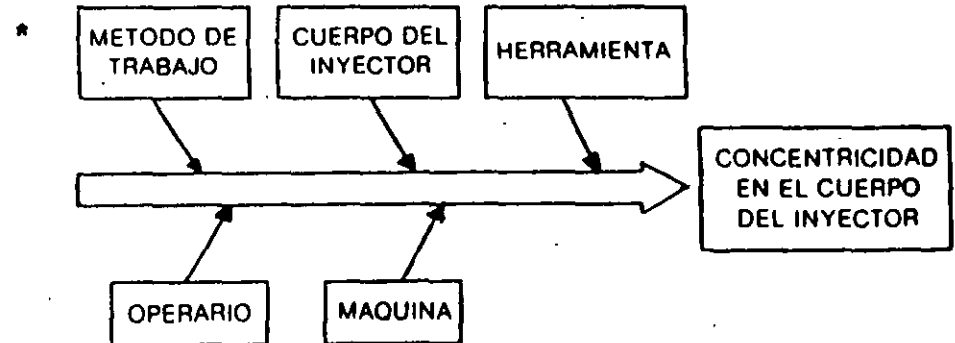 *
METODO DE
TRABAJO
CUERPO DEL
INYECTOR
HERRAMIENTA
CONCENTRICIDAD
EN EL CUERPO
DEL INYECTOR
OPERARIO
MAQUINA